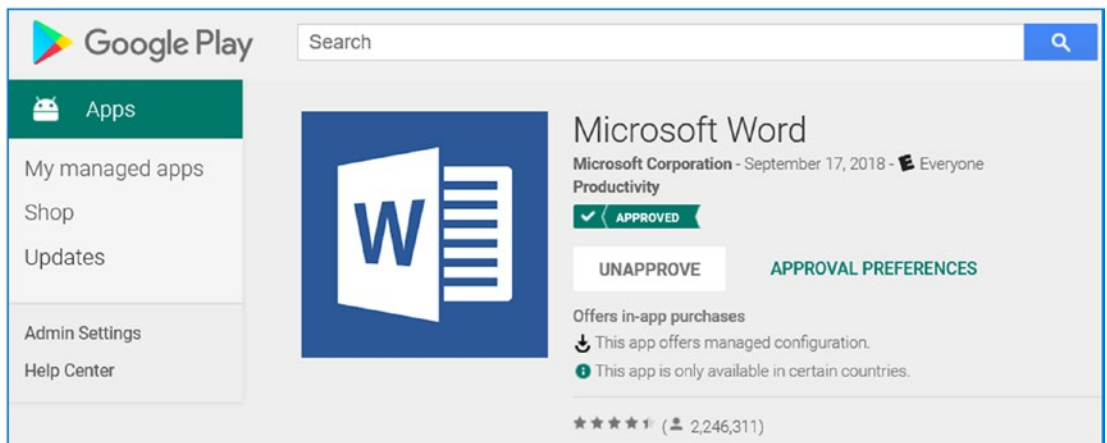 Google Play
Search
Apps
My managed apps
Shop
Updates
Admin Settings
Help Center
W
Microsoft Word
Microsoft Corporation - September 17, 2018 - E Everyone
Productivity
APPROVED
UNAPPROVE APPROVAL PREFERENCES
Offers in-app purchases
This app offers managed configuration.
This app is only available in certain countries.
(2,246,311)